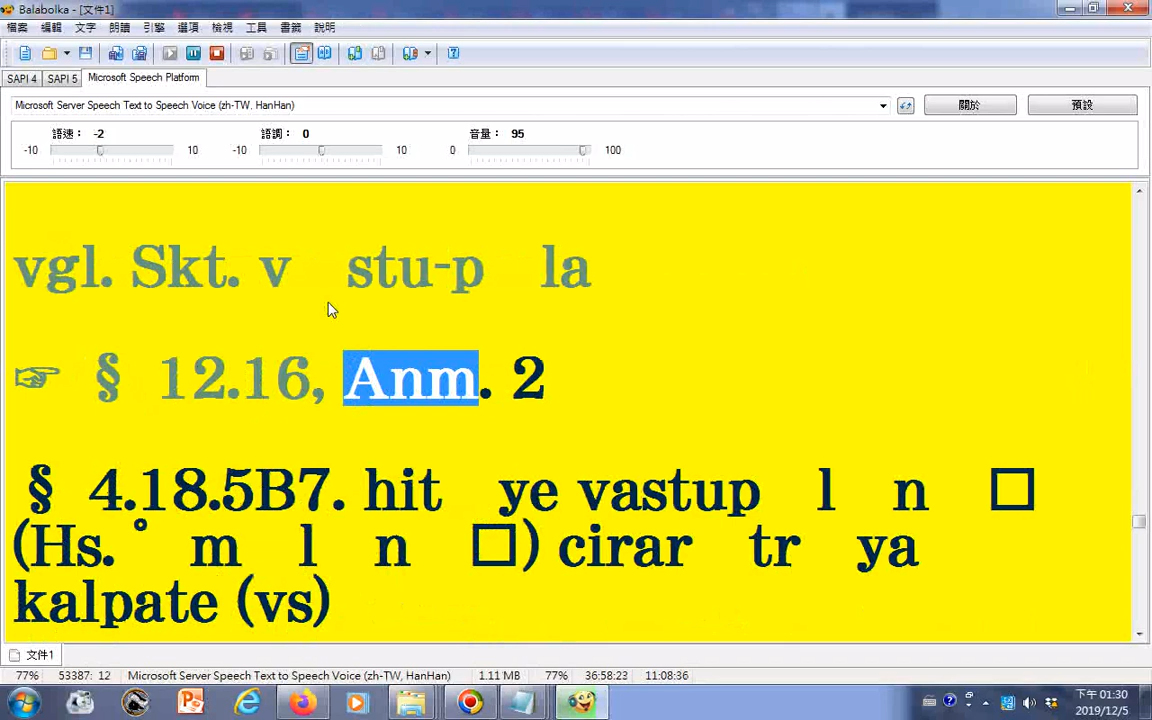 Balabolka - [文件1]
檔案 編輯 文字 朗讀 引擎 選項 檢視 工具 書籤 說明
SAPI 4 SAPI 5 Microsoft Speech Platform
Microsoft Server Speech Text to Speech Voice (zh-TW, HanHan) 關於 預設
語速： -2 語調： 0 音量： 95
-10 10 -10 10 0 100
vgl. Skt. v stu-p la
☞ § 12.16, Anm. 2
§ 4.18.5B7. hit ye vastup l n □
(Hs. ° m l n □) cirar tr ya
kalpate (vs)
文件1
77% 53387: 12 Microsoft Server Speech Text to Speech Voice (zh-TW, HanHan) 1.11 MB 77% 36:58:23 11:08:36
下午 01:30
2019/12/5